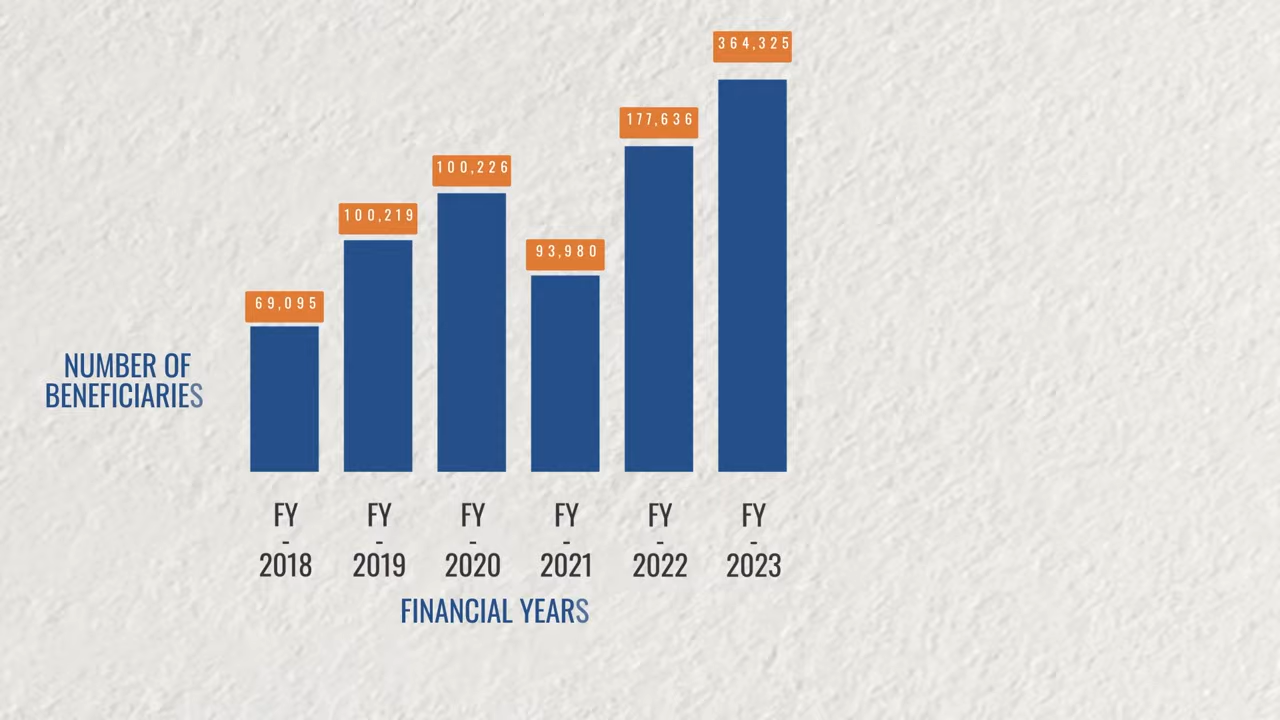 364,325
177,636
100,226
100,219
93,980
69,095
NUMBER OF
BENEFICIARIES
FY FY FY FY FY FY
- - - - - -
2018 2019 2020 2021 2022 2023
FINANCIAL YEARS